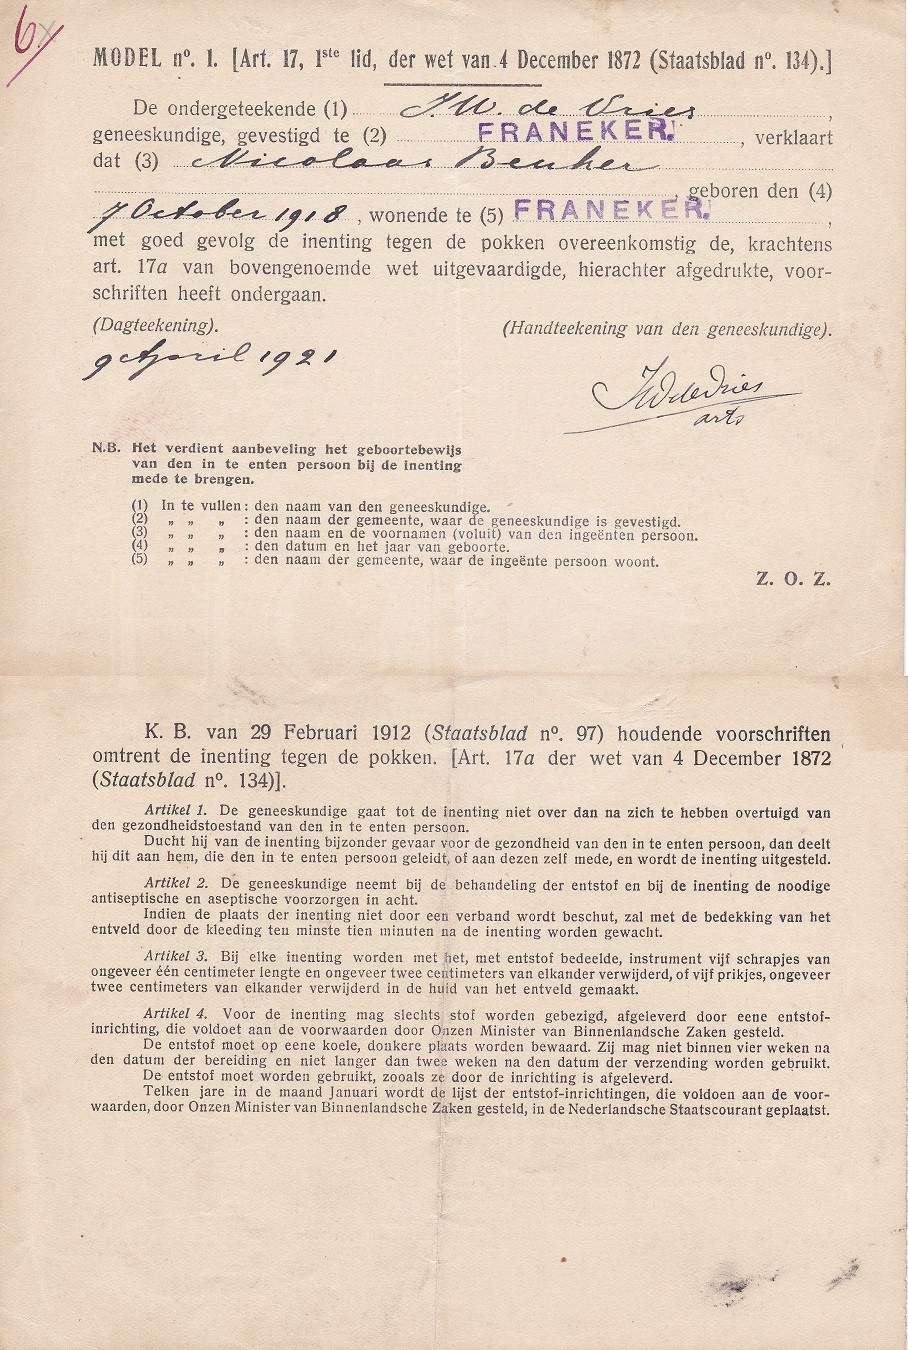 6x
MODEL nº. 1. [Art. 17, 1ste lid, der wet van 4 December 1872 (Staatsblad nº. 134).]
De ondergeteekende (1) J. W. de Vries,
geneeskundige, gevestigd te (2) FRANEKER., verklaart
dat (3) Nicolaas Beuker
, geboren den (4)
7 October 1918, wonende te (5) FRANEKER.,
met goed gevolg de inenting tegen de pokken overeenkomstig de, krachtens
art. 17a van bovengenoemde wet uitgevaardigde, hierachter afgedrukte, voor-
schriften heeft ondergaan.
(Dagteekening). (Handteekening van den geneeskundige).
9 April 1921
JW de Vries
arts
N.B. Het verdient aanbeveling het geboortebewijs
van den in te enten persoon bij de inenting
mede te brengen.
(1) In te vullen : den naam van den geneeskundige.
(2) „ „ „ : den naam der gemeente, waar de geneeskundige is gevestigd.
(3) „ „ „ : den naam en de voornamen (voluit) van den ingeënten persoon.
(4) „ „ „ : den datum en het jaar van geboorte.
(5) „ „ „ : den naam der gemeente, waar de ingeënte persoon woont.
Z. O. Z.
K. B. van 29 Februari 1912 (Staatsblad nº. 97) houdende voorschriften
omtrent de inenting tegen de pokken. [Art. 17a der wet van 4 December 1872
(Staatsblad nº. 134)].
Artikel 1. De geneeskundige gaat tot de inenting niet over dan na zich te hebben overtuigd van
den gezondheidstoestand van den in te enten persoon.
Ducht hij van de inenting bijzonder gevaar voor de gezondheid van den in te enten persoon, dan deelt
hij dit aan hem, die den in te enten persoon geleidt, of aan dezen zelf mede, en wordt de inenting uitgesteld.
Artikel 2. De geneeskundige neemt bij de behandeling der entstof en bij de inenting de noodige
antiseptische en aseptische voorzorgen in acht.
Indien de plaats der inenting niet door een verband wordt beschut, zal met de bedekking van het
entveld door de kleeding ten minste tien minuten na de inenting worden gewacht.
Artikel 3. Bij elke inenting worden met het, met entstof bedeelde, instrument vijf schrapjes van
ongeveer één centimeter lengte en ongeveer twee centimeters van elkander verwijderd, of vijf prikjes, ongeveer
twee centimeters van elkander verwijderd in de huid van het entveld gemaakt.
Artikel 4. Voor de inenting mag slechts stof worden gebezigd, afgeleverd door eene entstof-
inrichting, die voldoet aan de voorwaarden door Onzen Minister van Binnenlandsche Zaken gesteld.
De entstof moet op eene koele, donkere plaats worden bewaard. Zij mag niet binnen vier weken na
den datum der bereiding en niet langer dan twee weken na den datum der verzending worden gebruikt.
De entstof moet worden gebruikt, zooals ze door de inrichting is afgeleverd.
Telken jare in de maand Januari wordt de lijst der entstof-inrichtingen, die voldoen aan de voor-
waarden, door Onzen Minister van Binnenlandsche Zaken gesteld, in de Nederlandsche Staatscourant geplaatst.